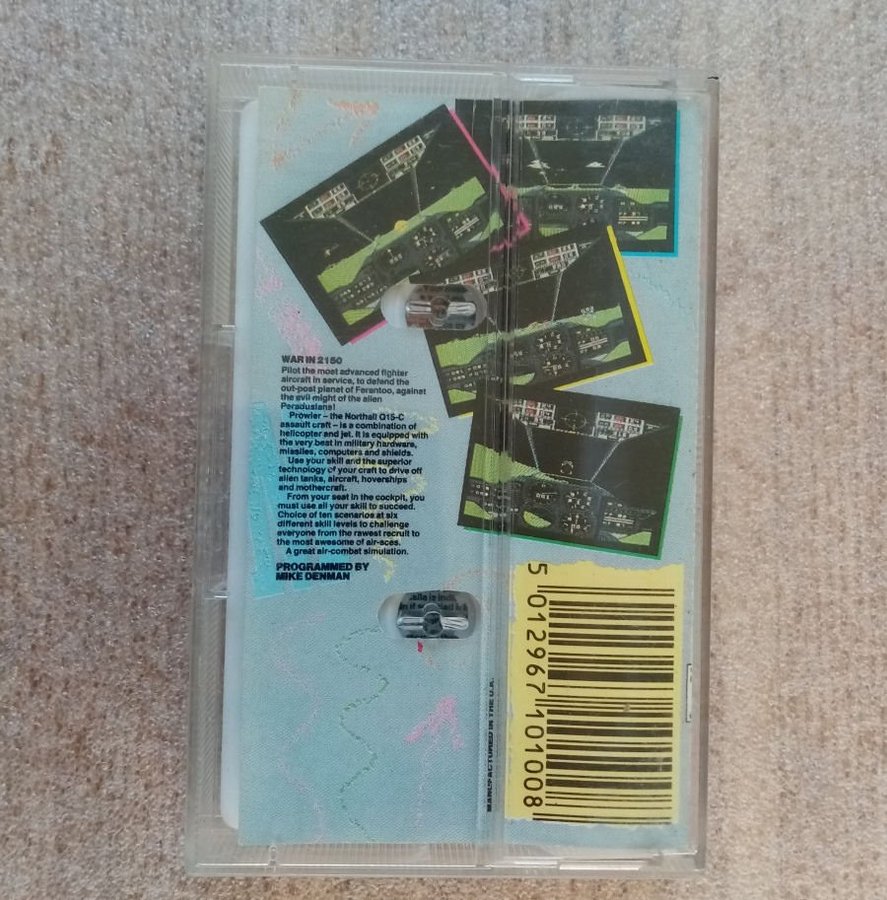 WAR IN 2150
Pilot the most advanced fighter
aircraft in service, to defend the
out-post planet of Ferantoo, against
the evil might of the alien
Peradusians!
Prowler – the Northall Q15-C
assault craft – is a combination of
helicopter and jet. It is equipped with
the very best in military hardware,
missiles, computers and shields.
Use your skill and the superior
technology of your craft to drive off
alien tanks, aircraft, hoverships
and mothercraft.
From your seat in the cockpit, you
must use all your skill to succeed.
Choice of ten scenarios at six
different skill levels to challenge
everyone from the rawest recruit to
the most awesome of air-aces.
A great air-combat simulation.
PROGRAMMED BY
MIKE DENMAN
MANUFACTURED IN THE U.K.
5 012967 101008